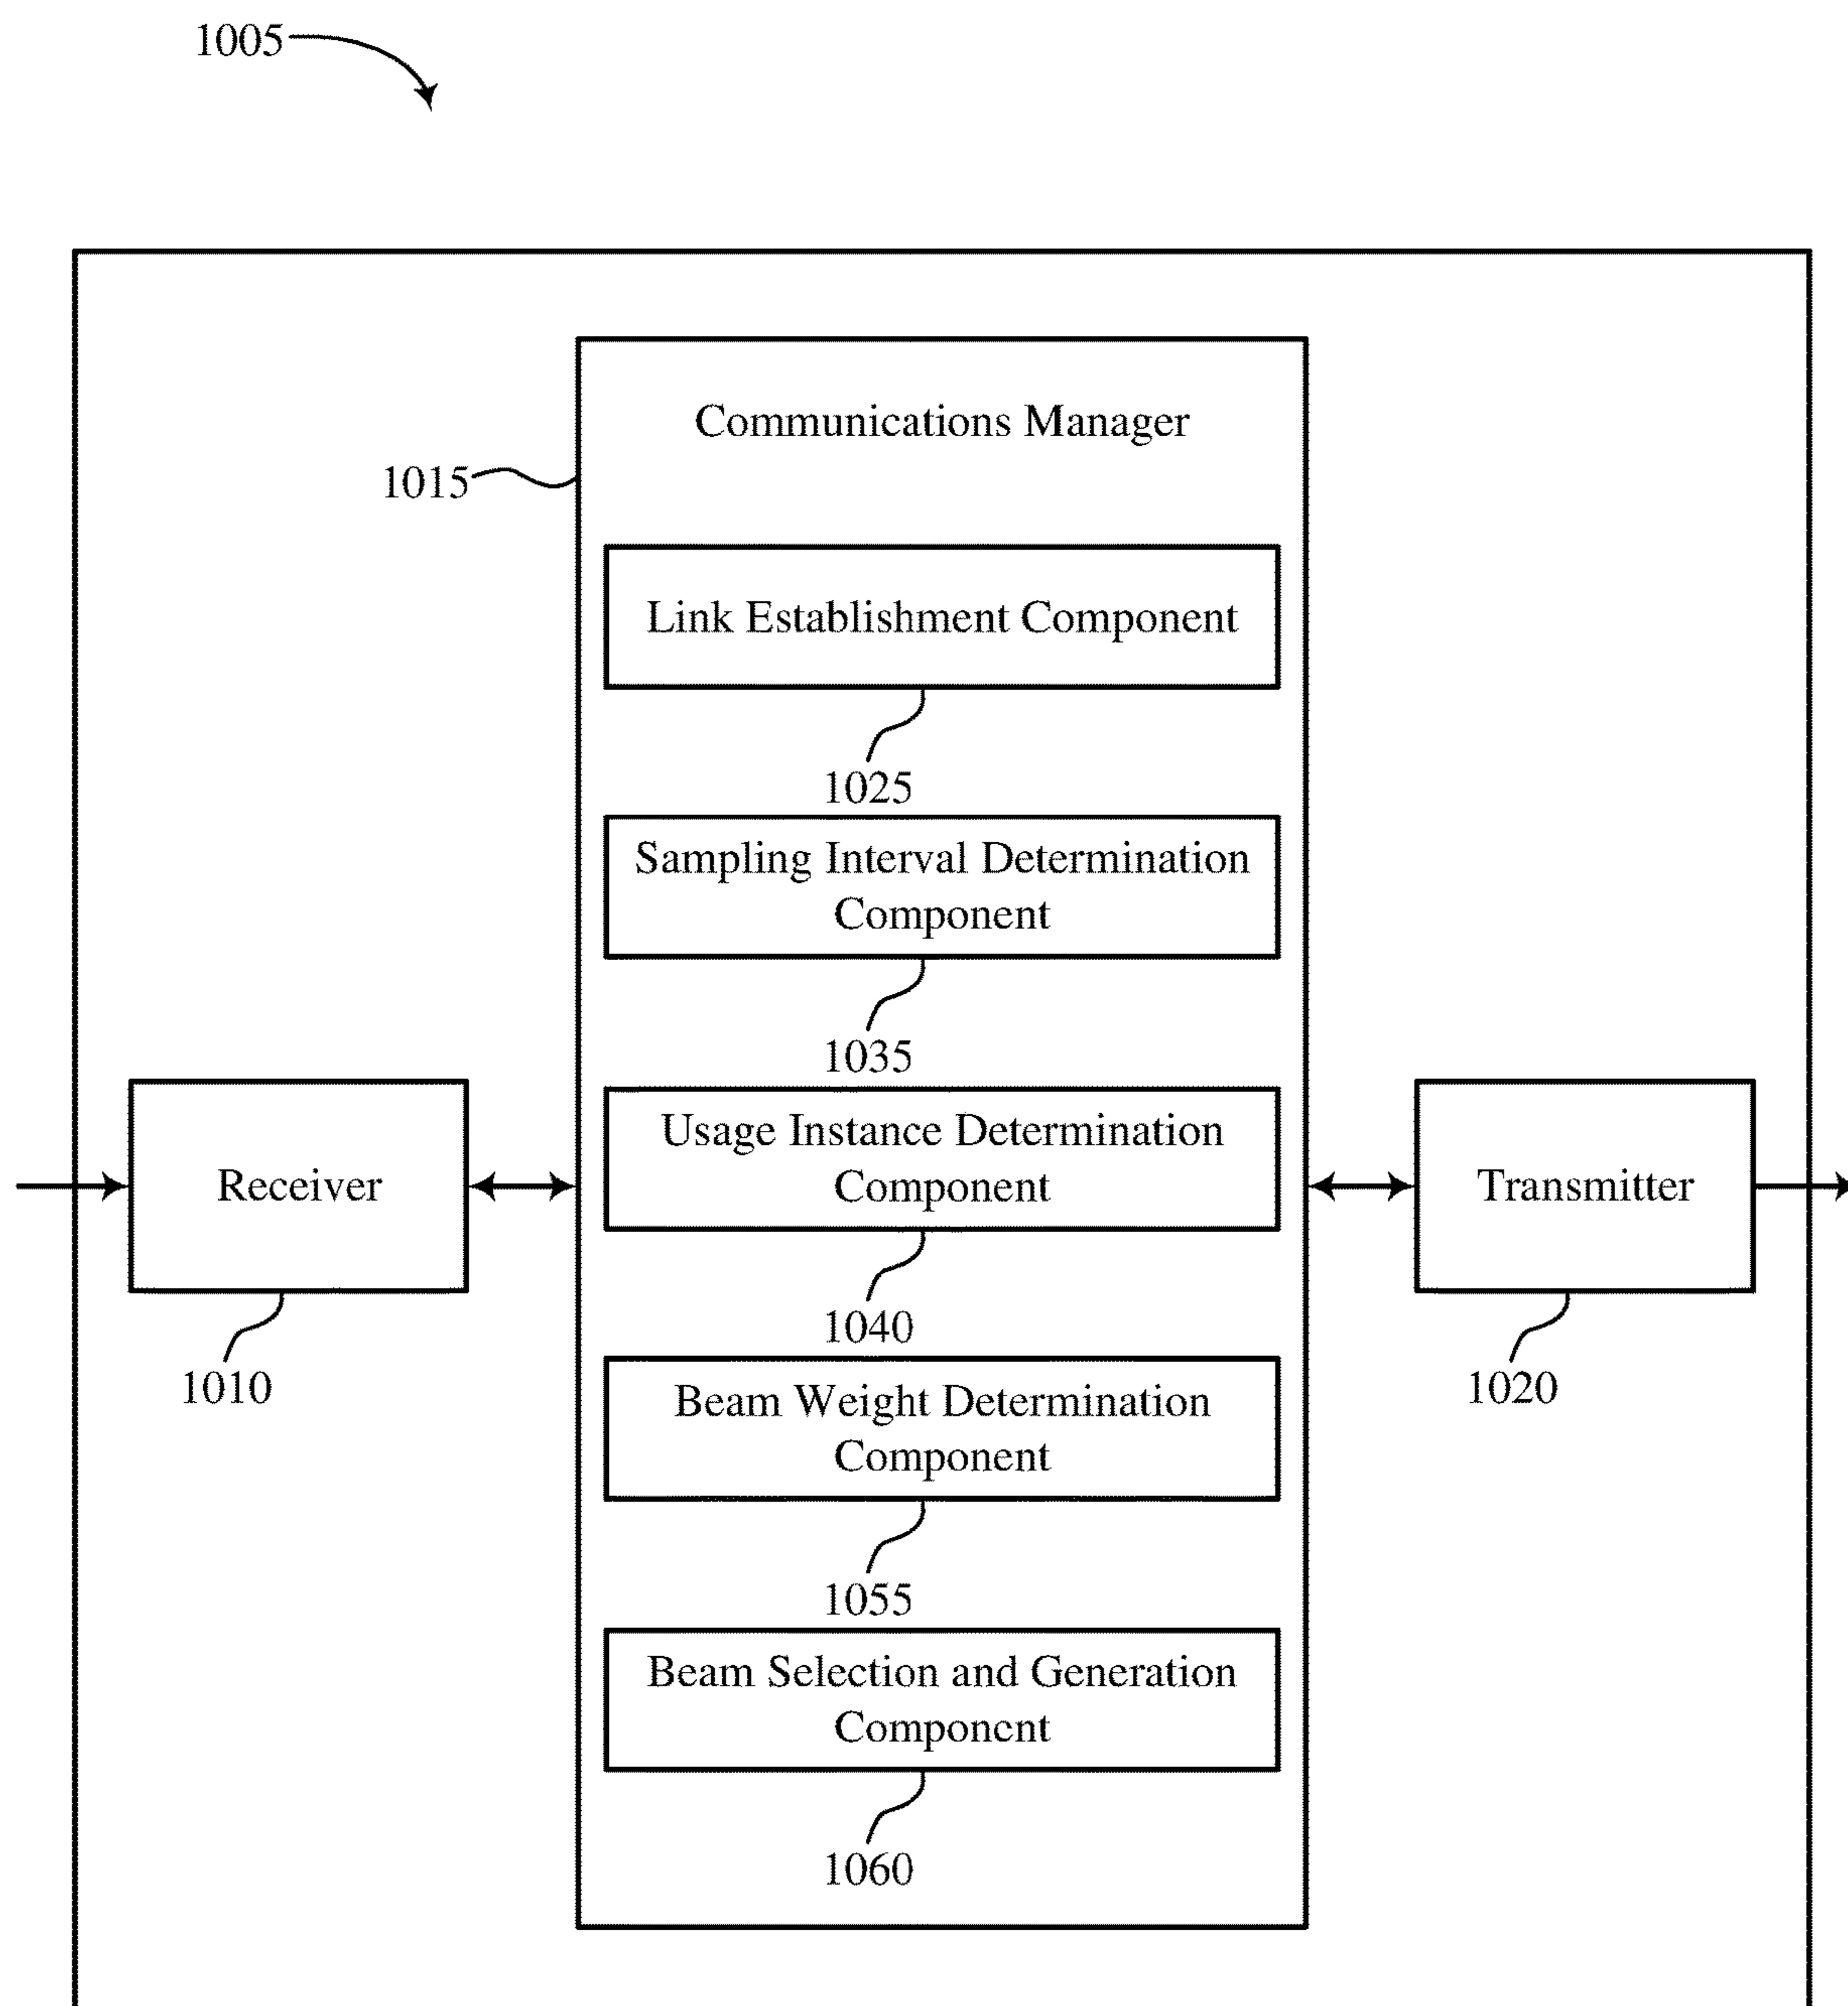 1005
Communications Manager
1015
Link Establishment Component
1025
Sampling Interval Determination
Component
1035
Receiver
1010
Usage Instance Determination
Component
1040
Transmitter
1020
Beam Weight Determination
Component
1055
Beam Selection and Generation
Component
1060